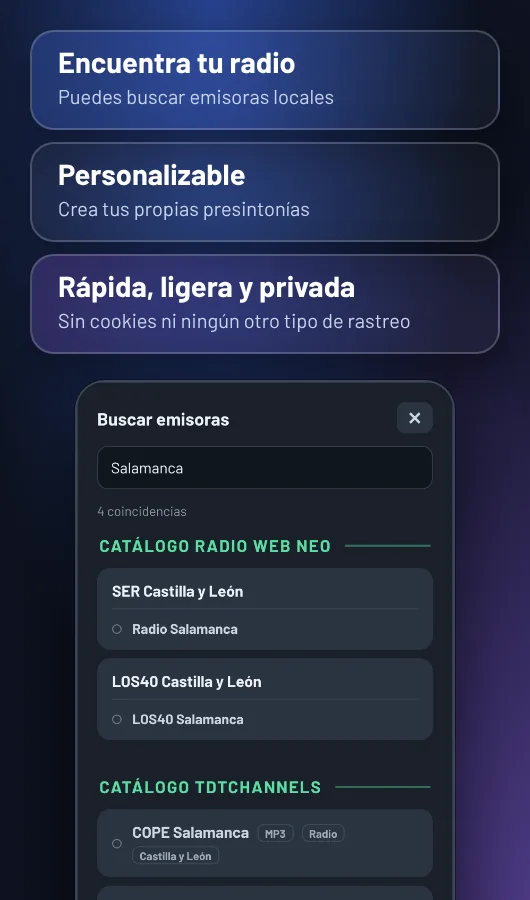 Encuentra tu radio
Puedes buscar emisoras locales
Personalizable
Crea tus propias presintonías
Rápida, ligera y privada
Sin cookies ni ningún otro tipo de rastreo
Buscar emisoras
Salamanca
4 coincidencias
CATÁLOGO RADIO WEB NEO
SER Castilla y León
Radio Salamanca
LOS40 Castilla y León
LOS40 Salamanca
CATÁLOGO TDTCHANNELS
COPE Salamanca MP3 Radio
Castilla y León